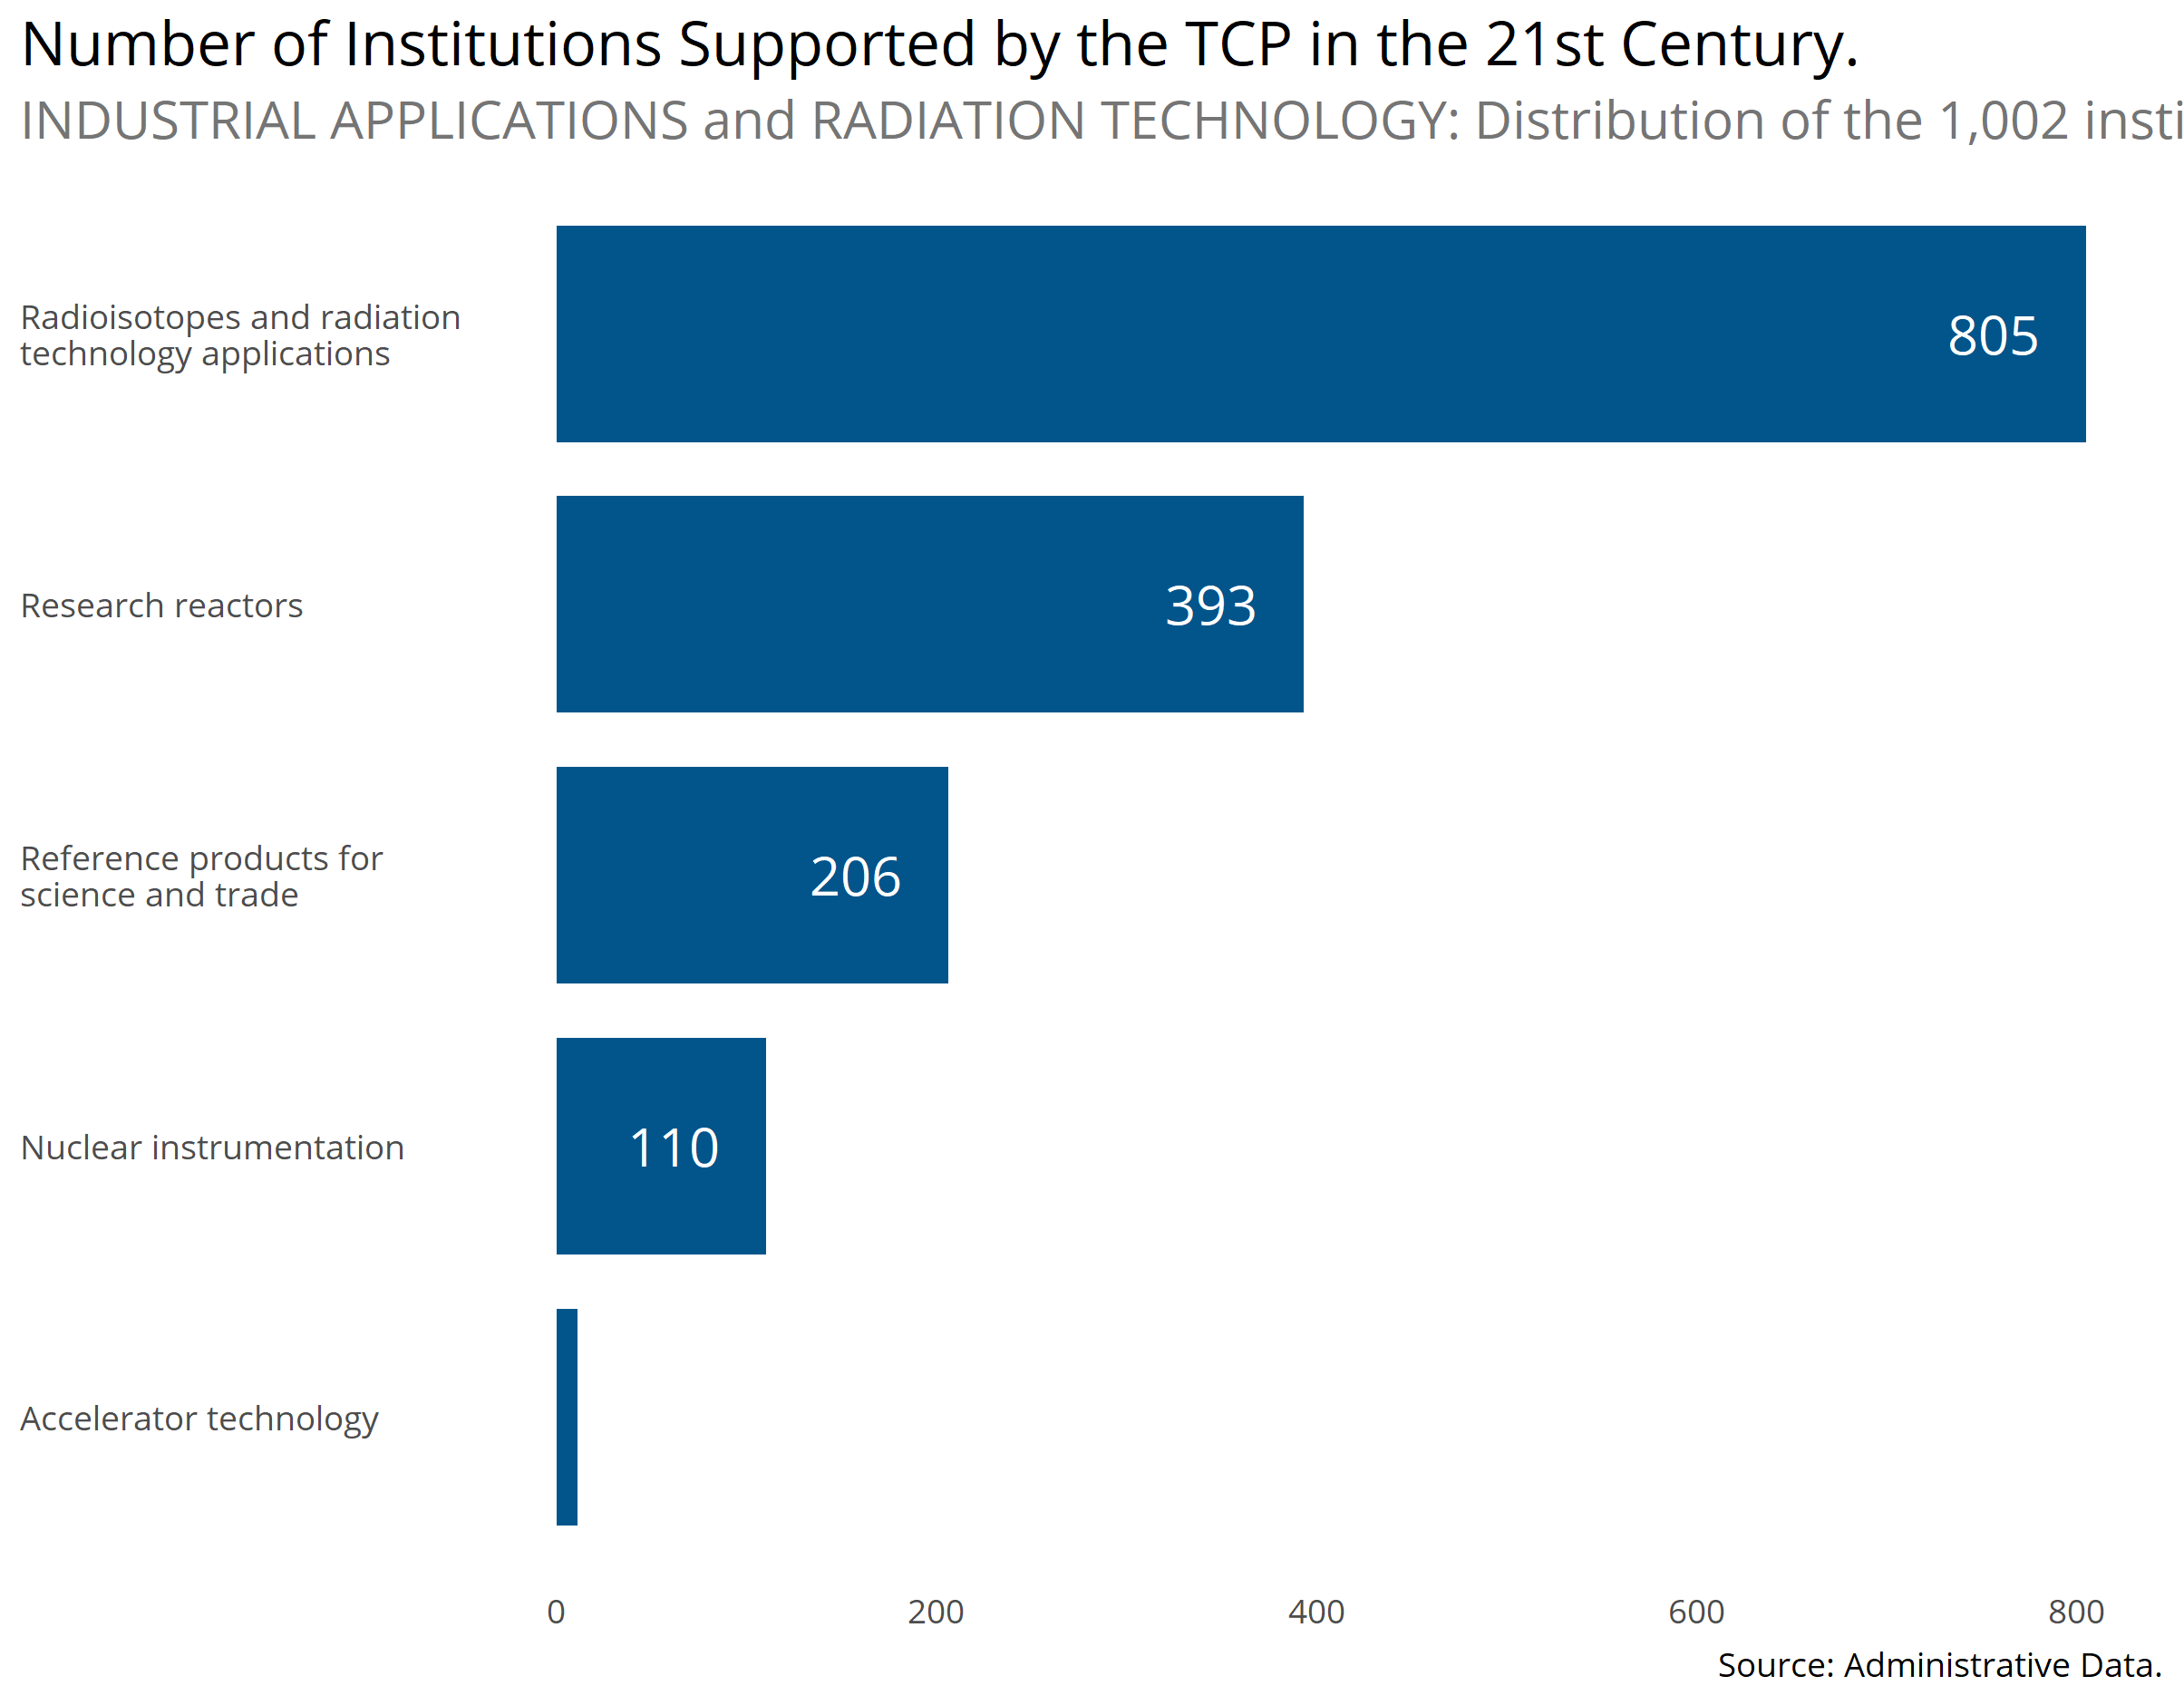 Number of Institutions Supported by the TCP in the 21st Century.
INDUSTRIAL APPLICATIONS and RADIATION TECHNOLOGY: Distribution of the 1,002 insti
Radioisotopes and radiation
technology applications
805
Research reactors
393
Reference products for
science and trade
206
Nuclear instrumentation
110
Accelerator technology
0 200 400 600 800
Source: Administrative Data.